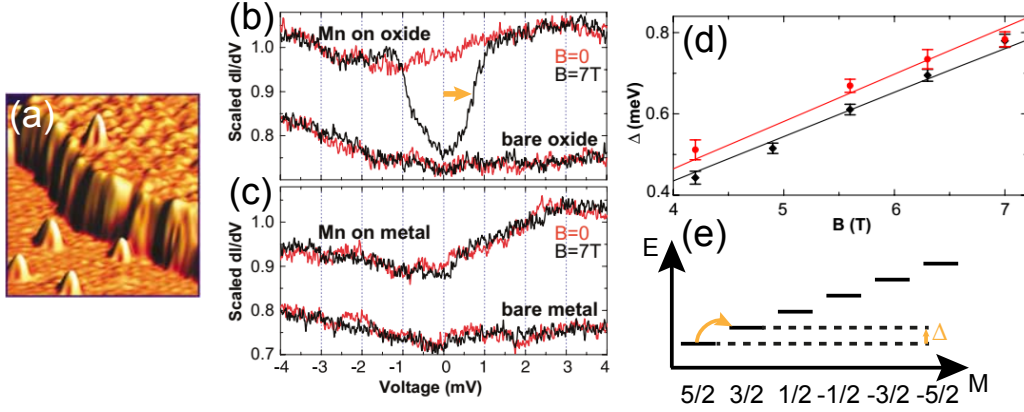 (a)
(b)
Scaled dI/dV
1.0
0.9
0.8
Mn on oxide
B=0
B=7T
bare oxide
(c)
Scaled dI/dV
1.0
0.9
0.8
0.7
Mn on metal
B=0
B=7T
bare metal
-4 -3 -2 -1 0 1 2 3 4
Voltage (mV)
(d)
Δ (meV)
0.8
0.6
0.4
4 5 6 7
B (T)
(e)
E
Δ
M
5/2 3/2 1/2 -1/2 -3/2 -5/2